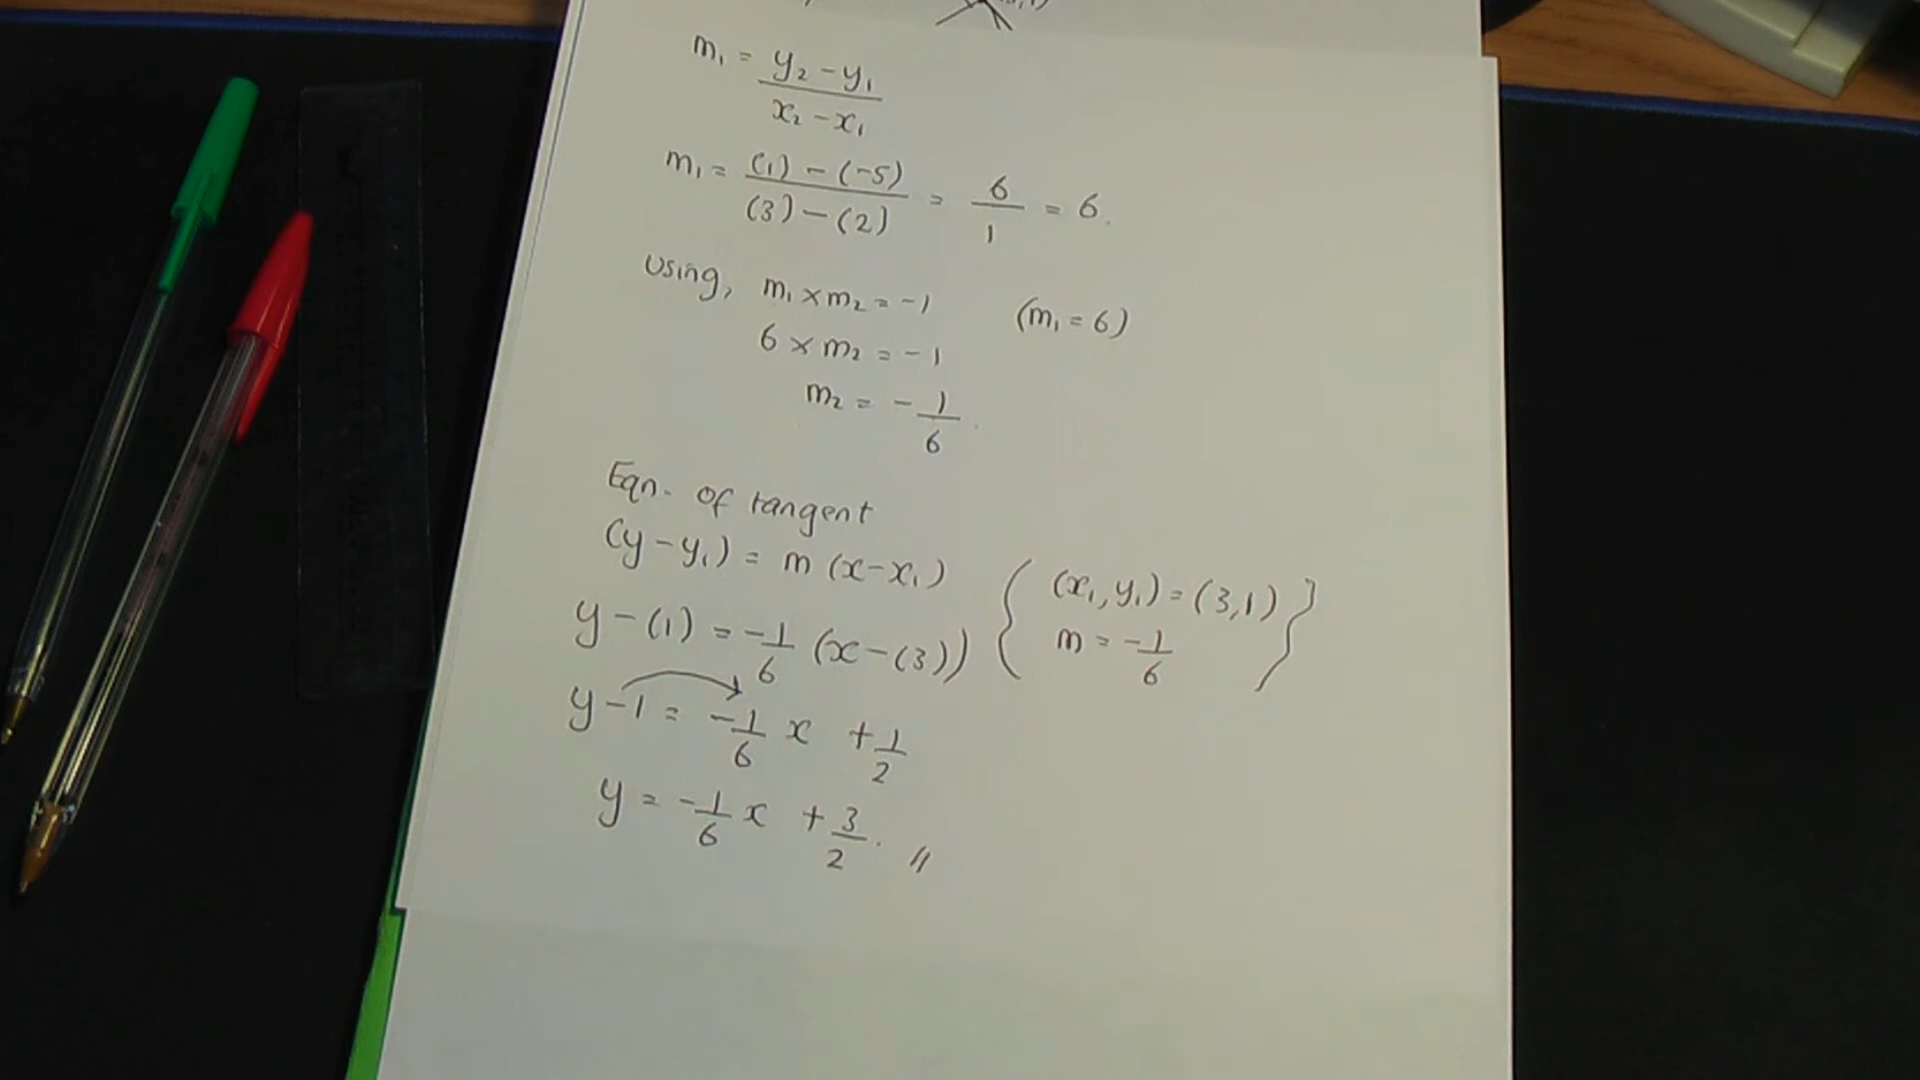 m₁ = y₂ - y₁ / x₂ - x₁
m₁ = (1) - (-5) / (3) - (2) = 6/1 = 6.
Using, m₁ × m₂ = -1 (m₁ = 6)
6 × m₂ = -1
m₂ = -1/6.
Eqn. of tangent
(y - y₁) = m (x - x₁) { (x₁, y₁) = (3,1) }
y - (1) = -1/6 (x - (3)) m = -1/6
y - 1 = -1/6 x + 1/2
y = -1/6 x + 3/2. //